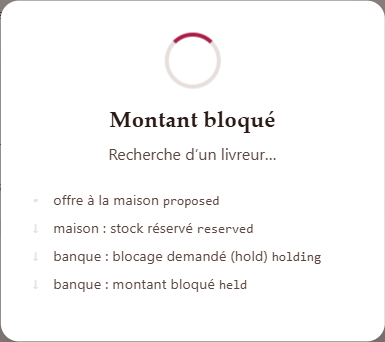 Montant bloqué
Recherche d'un livreur...
offre à la maison proposed
maison : stock réservé reserved
banque : blocage demandé (hold) holding
banque : montant bloqué held